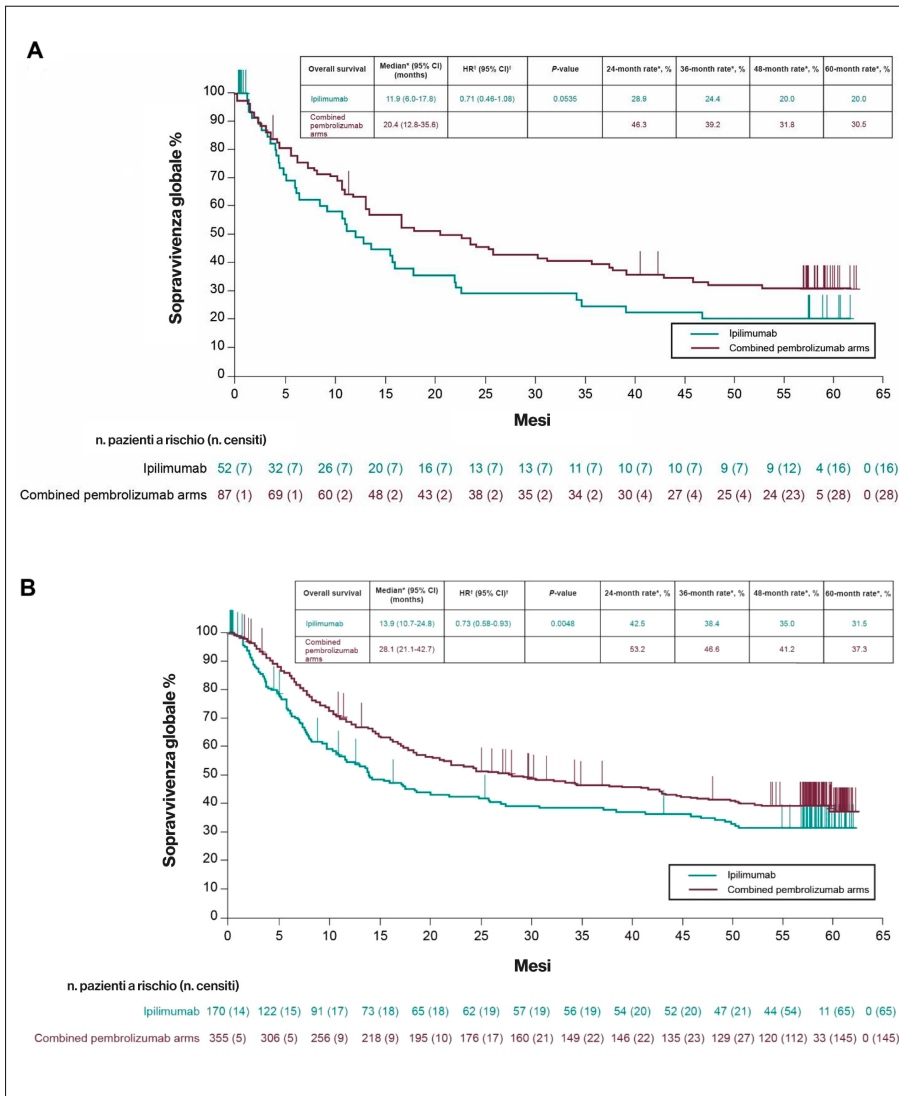 A
Overall survival Median* (95% CI) (months) HR† (95% CI)† P-value 24-month rate*, % 36-month rate*, % 48-month rate*, % 60-month rate*, %
Ipilimumab 11.9 (6.0-17.8) 0.71 (0.46-1.08) 0.0535 28.9 24.4 20.0 20.0
Combined pembrolizumab arms 20.4 (12.8-35.6) 46.3 39.2 31.8 30.5
Sopravvivenza globale %
100
90
80
70
60
50
40
30
20
10
0
Ipilimumab
Combined pembrolizumab arms
0 5 10 15 20 25 30 35 40 45 50 55 60 65
Mesi
n. pazienti a rischio (n. censiti)
Ipilimumab 52 (7) 32 (7) 26 (7) 20 (7) 16 (7) 13 (7) 13 (7) 11 (7) 10 (7) 10 (7) 9 (7) 9 (12) 4 (16) 0 (16)
Combined pembrolizumab arms 87 (1) 69 (1) 60 (2) 48 (2) 43 (2) 38 (2) 35 (2) 34 (2) 30 (4) 27 (4) 25 (4) 24 (23) 5 (28) 0 (28)
B
Overall survival Median* (95% CI) (months) HR† (95% CI)† P-value 24-month rate*, % 36-month rate*, % 48-month rate*, % 60-month rate*, %
Ipilimumab 13.9 (10.7-24.8) 0.73 (0.58-0.93) 0.0048 42.5 38.4 35.0 31.5
Combined pembrolizumab arms 28.1 (21.1-42.7) 53.2 46.6 41.2 37.3
Sopravvivenza globale %
100
90
80
70
60
50
40
30
20
10
0
Ipilimumab
Combined pembrolizumab arms
0 5 10 15 20 25 30 35 40 45 50 55 60 65
Mesi
n. pazienti a rischio (n. censiti)
Ipilimumab 170 (14) 122 (15) 91 (17) 73 (18) 65 (18) 62 (19) 57 (19) 56 (19) 54 (20) 52 (20) 47 (21) 44 (54) 11 (65) 0 (65)
Combined pembrolizumab arms 355 (5) 306 (5) 256 (9) 218 (9) 195 (10) 176 (17) 160 (21) 149 (22) 146 (22) 135 (23) 129 (27) 120 (112) 33 (145) 0 (145)